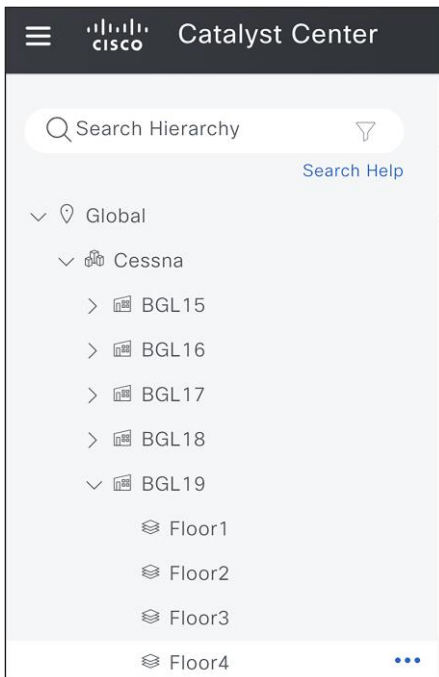 cisco Catalyst Center
Search Hierarchy
Search Help
Global
Cessna
BGL15
BGL16
BGL17
BGL18
BGL19
Floor1
Floor2
Floor3
Floor4